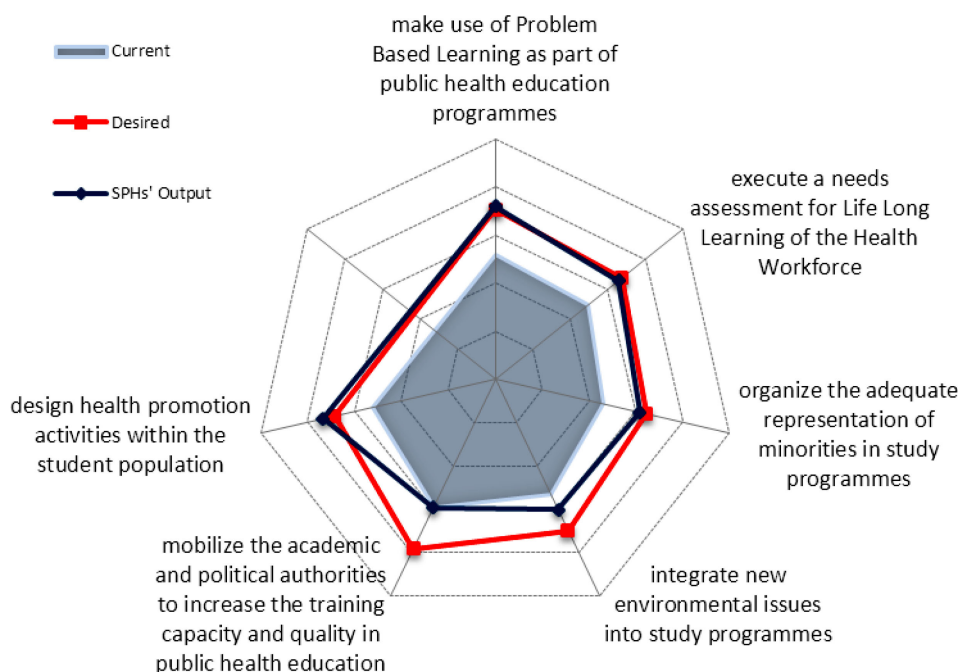 make use of Problem
Based Learning as part of
public health education
programmes
Current
Desired
SPHs' Output
execute a needs
assessment for Life Long
Learning of the Health
Workforce
organize the adequate
representation of
minorities in study
programmes
design health promotion
activities within the
student population
mobilize the academic
and political authorities
to increase the training
capacity and quality in
public health education
integrate new
environmental issues
into study programmes